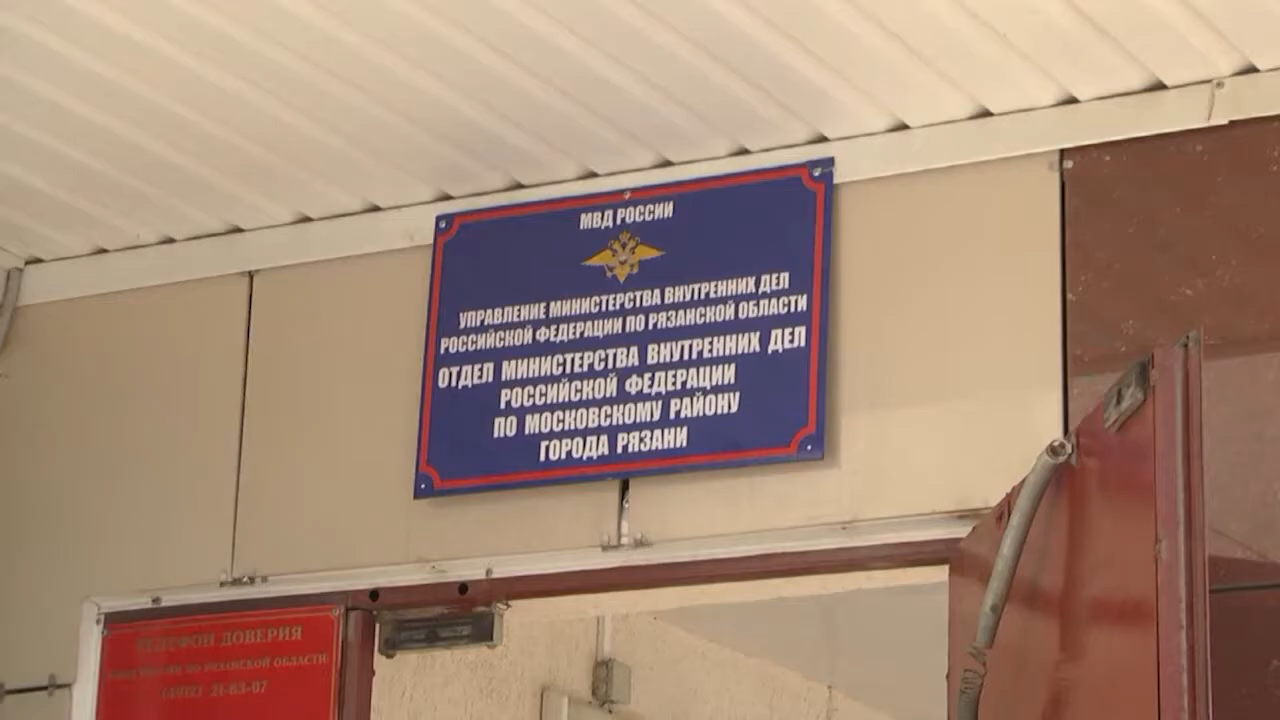 МВД РОССИИ
УПРАВЛЕНИЕ МИНИСТЕРСТВА ВНУТРЕННИХ ДЕЛ
РОССИЙСКОЙ ФЕДЕРАЦИИ ПО РЯЗАНСКОЙ ОБЛАСТИ
ОТДЕЛ МИНИСТЕРСТВА ВНУТРЕННИХ ДЕЛ
РОССИЙСКОЙ ФЕДЕРАЦИИ
ПО МОСКОВСКОМУ РАЙОНУ
ГОРОДА РЯЗАНИ
ТЕЛЕФОН ДОВЕРИЯ
ПО РЯЗАНСКОЙ ОБЛАСТИ
(4912) 21-63-07